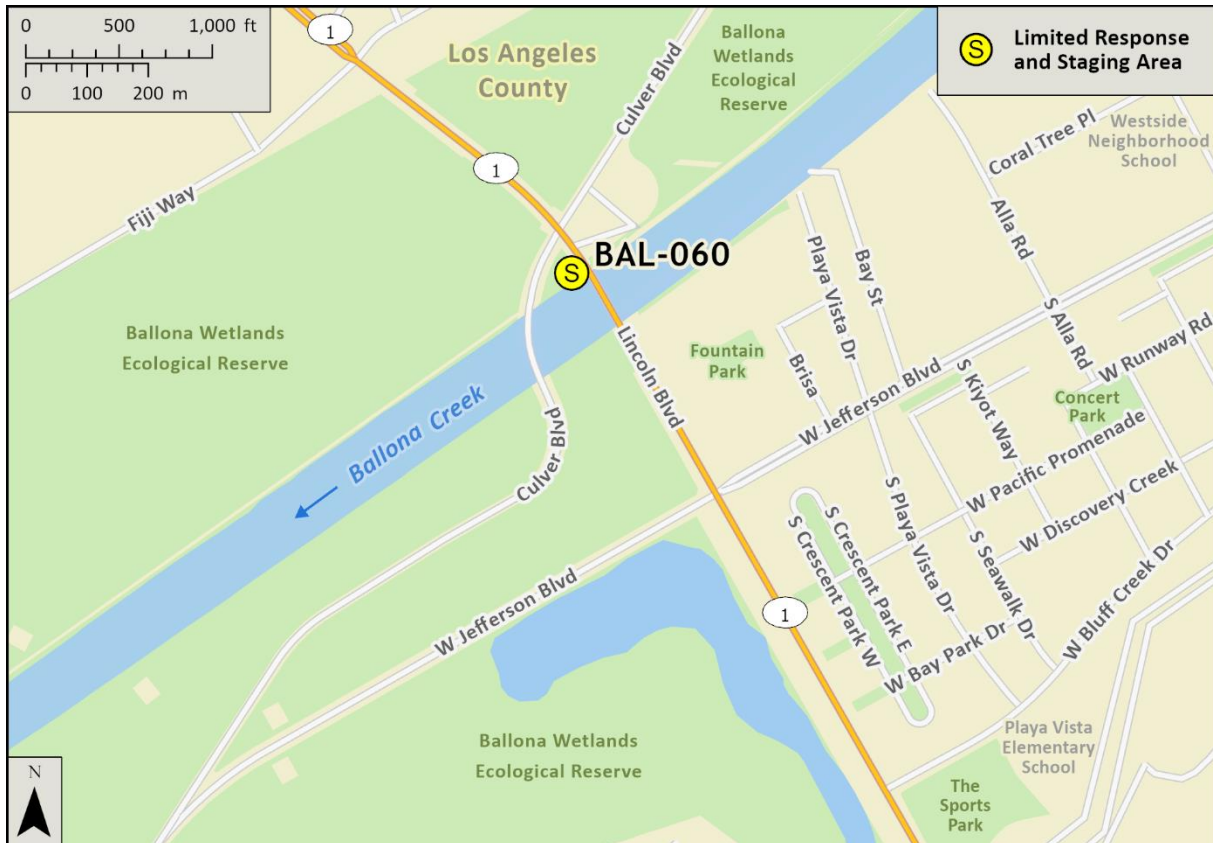 0 500 1,000 ft
0 100 200 m
1
Los Angeles
County
Culver Blvd
Ballona
Wetlands
Ecological
Reserve
S
Limited Response
and Staging Area
Westside
Neighborhood
School
Coral Tree Pl
1
Fiji Way
Alla Rd
BAL-060
S
Playa Vista Dr
Bay St
Ballona Wetlands
Ecological Reserve
Lincoln Blvd
Fountain
Park
Brisa
S Alla Rd
W Runway Rd
W Jefferson Blvd
S Kiyot Way
Concert
Park
Ballona Creek
Culver Blvd
W Pacific Promenade
W Discovery Creek
S Playa Vista Dr
S Seawalk Dr
S Crescent Park E
S Crescent Park W
W Jefferson Blvd
1
W Bluff Creek Dr
W Bay Park Dr
Ballona Wetlands
Ecological Reserve
Playa Vista
Elementary
School
The
Sports
Park
N